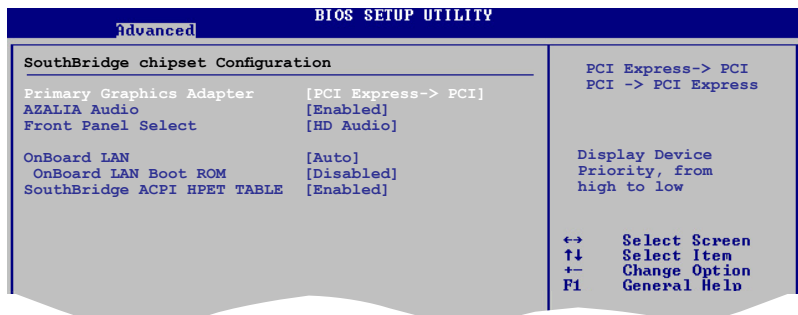 BIOS SETUP UTILITY
Advanced
SouthBridge chipset Configuration
Primary Graphics Adapter [PCI Express-> PCI]
AZALIA Audio [Enabled]
Front Panel Select [HD Audio]
OnBoard LAN [Auto]
OnBoard LAN Boot ROM [Disabled]
SouthBridge ACPI HPET TABLE [Enabled]
PCI Express-> PCI
PCI -> PCI Express
Display Device
Priority, from
high to low
←→ Select Screen
↑↓ Select Item
+- Change Option
F1 General Help